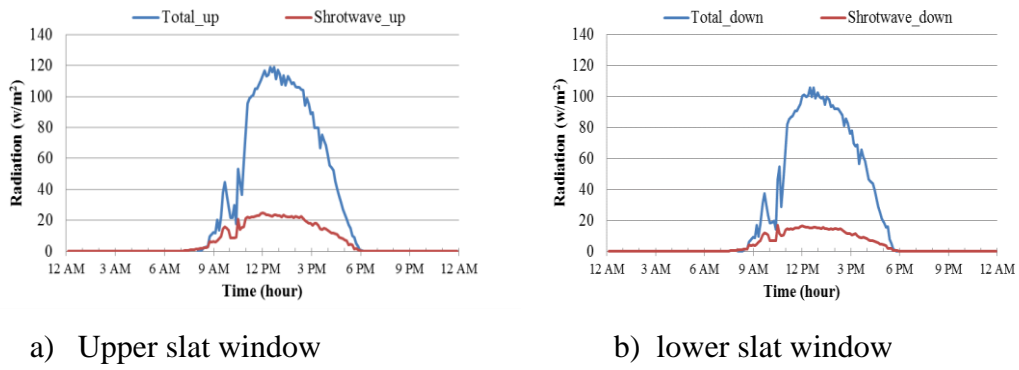 Total_up Shrotwave_up
140
120
100
80
60
40
20
0
Radiation (w/m²)
12 AM 3 AM 6 AM 9 AM 12 PM 3 PM 6 PM 9 PM 12 AM
Time (hour)
a) Upper slat window
Total_down Shrotwave_down
140
120
100
80
60
40
20
0
Radiation (w/m²)
12 AM 3 AM 6 AM 9 AM 12 PM 3 PM 6 PM 9 PM 12 AM
Time (hour)
b) lower slat window